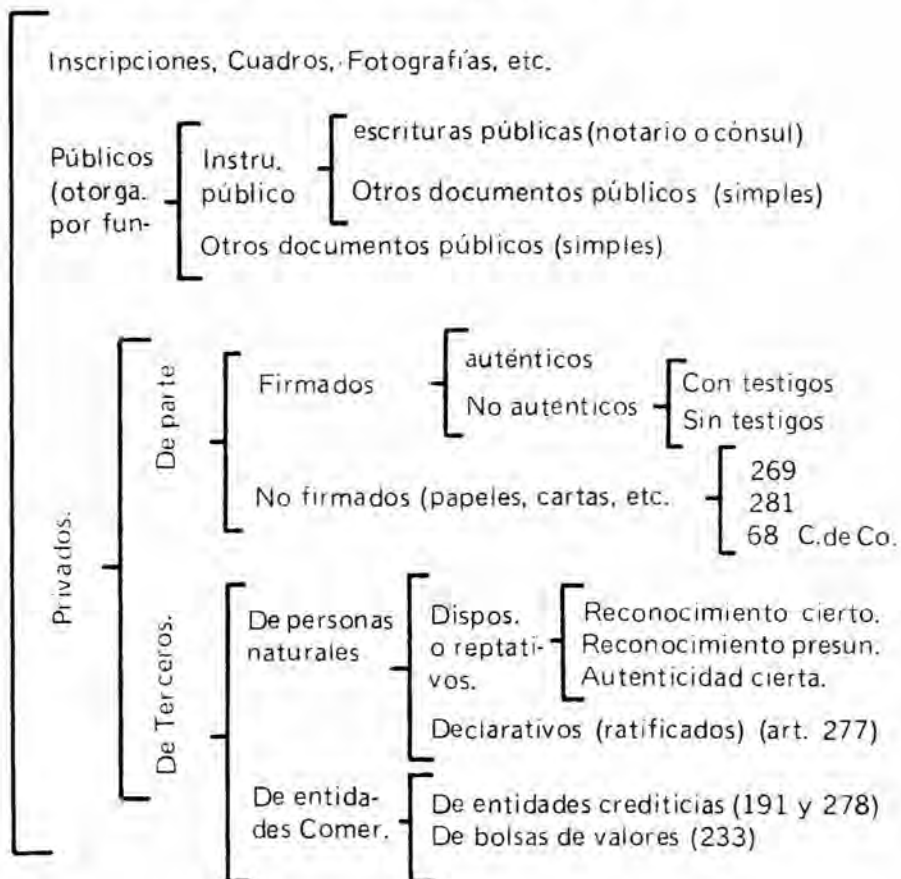 Inscripciones, Cuadros, Fotografías, etc.
Públicos
(otorga.
por fun-
Instru.
público
escrituras públicas (notario o cónsul)
Otros documentos públicos (simples)
Otros documentos públicos (simples)
Privados.
De parte
Firmados
auténticos
No auténticos
Con testigos
Sin testigos
No firmados (papeles, cartas, etc.
269
281
68 C.de Co.
De Terceros.
De personas
naturales
Dispos.
o reptati-
vos.
Reconocimiento cierto.
Reconocimiento presun.
Autenticidad cierta.
Declarativos (ratificados) (art. 277)
De entida-
des Comer.
De entidades crediticias (191 y 278)
De bolsas de valores (233)